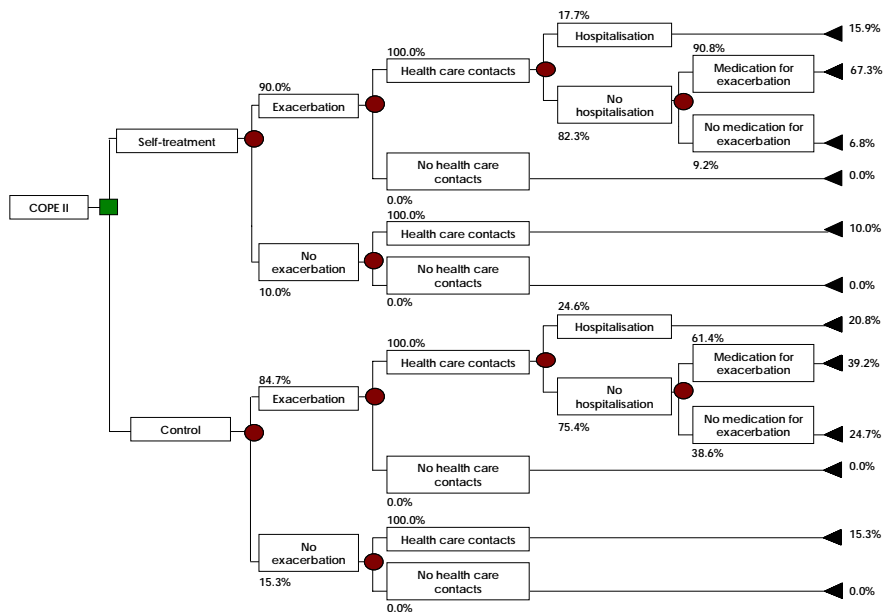 17.7%
Hospitalisation
15.9%
100.0%
Health care contacts
90.8%
Medication for
exacerbation
67.3%
90.0%
Exacerbation
No
hospitalisation
82.3%
No medication for
exacerbation
6.8%
9.2%
Self-treatment
No health care
contacts
0.0%
0.0%
COPE II
100.0%
Health care contacts
10.0%
No
exacerbation
10.0%
No health care
contacts
0.0%
0.0%
24.6%
Hospitalisation
20.8%
100.0%
Health care contacts
61.4%
Medication for
exacerbation
39.2%
84.7%
Exacerbation
No
hospitalisation
75.4%
No medication for
exacerbation
24.7%
38.6%
Control
No health care
contacts
0.0%
0.0%
100.0%
Health care contacts
15.3%
No
exacerbation
15.3%
No health care
contacts
0.0%
0.0%